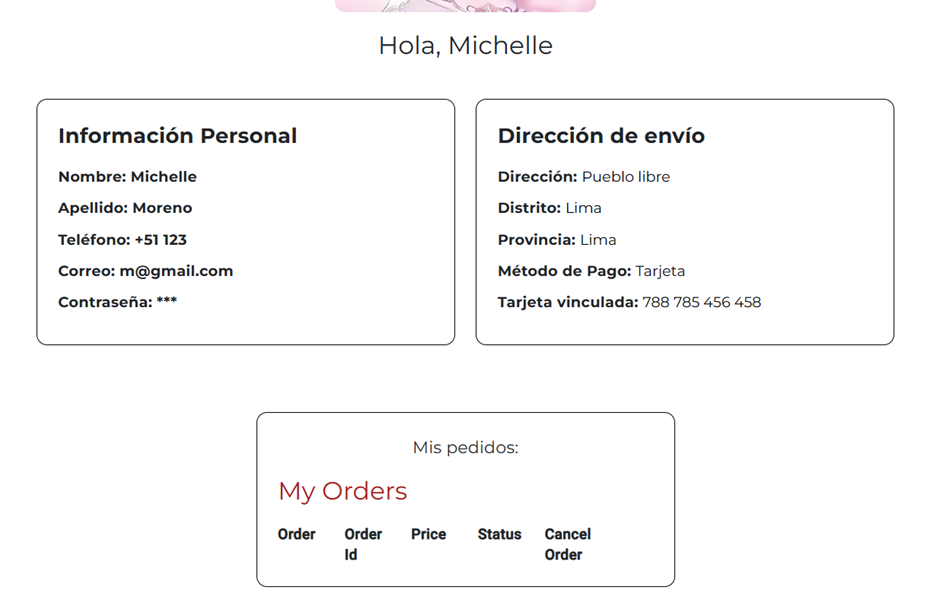 Hola, Michelle
Información Personal
Nombre: Michelle
Apellido: Moreno
Teléfono: +51 123
Correo: m@gmail.com
Contraseña: ***
Dirección de envío
Dirección: Pueblo libre
Distrito: Lima
Provincia: Lima
Método de Pago: Tarjeta
Tarjeta vinculada: 788 785 456 458
Mis pedidos:
My Orders
Order Order Id Price Status Cancel Order